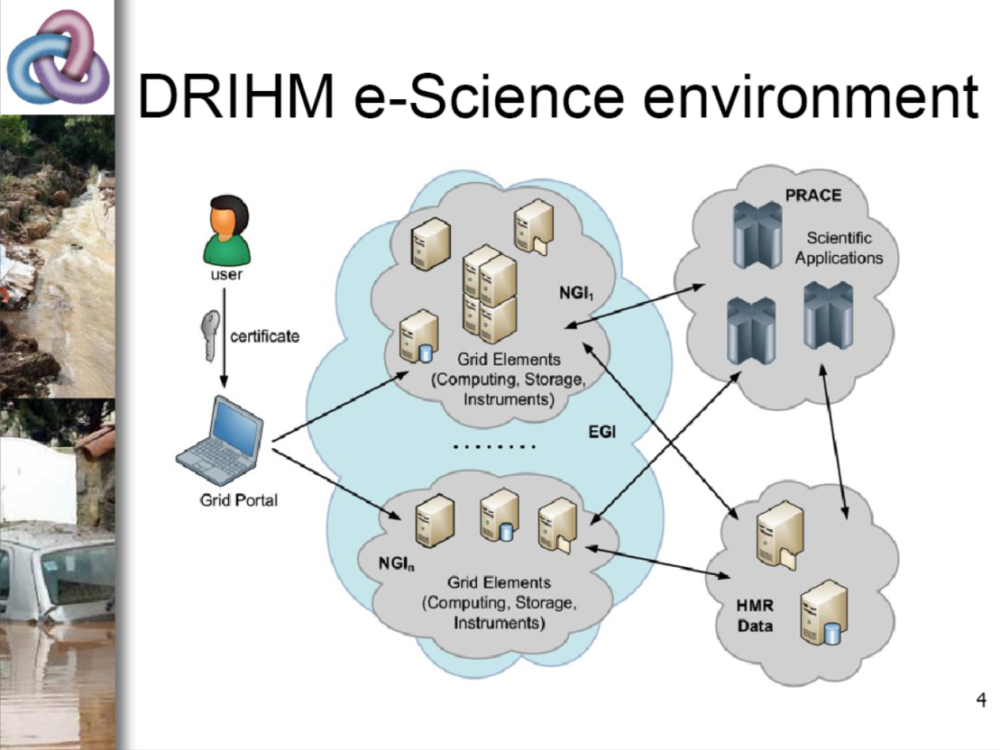 DRIHM e-Science environment
user
certificate
Grid Portal
NGI₁
Grid Elements
(Computing, Storage,
Instruments)
EGI
. . . . . . . .
NGIₙ
Grid Elements
(Computing, Storage,
Instruments)
PRACE
Scientific
Applications
HMR
Data
4